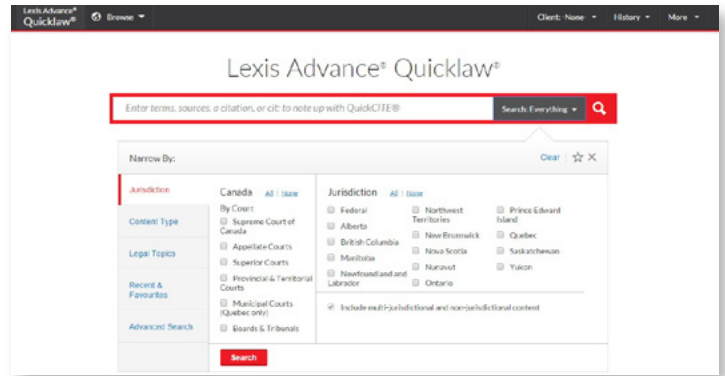 Lexis Advance®
Quicklaw®
Browse
Client: -None-
History
More
Lexis Advance® Quicklaw®
Enter terms, sources, a citation, or cit: to note up with QuickCITE®
Search: Everything
Narrow By:
Clear
Jurisdiction
Content Type
Legal Topics
Recent &
Favourites
Advanced Search
Canada All | None
By Court
Supreme Court of
Canada
Appellate Courts
Superior Courts
Provincial & Territorial
Courts
Municipal Courts
(Quebec only)
Boards & Tribunals
Jurisdiction All | None
Federal
Alberta
British Columbia
Manitoba
Newfoundland and
Labrador
Northwest
Territories
New Brunswick
Nova Scotia
Nunavut
Ontario
Prince Edward
Island
Quebec
Saskatchewan
Yukon
Include multi-jurisdictional and non-jurisdictional content
Search